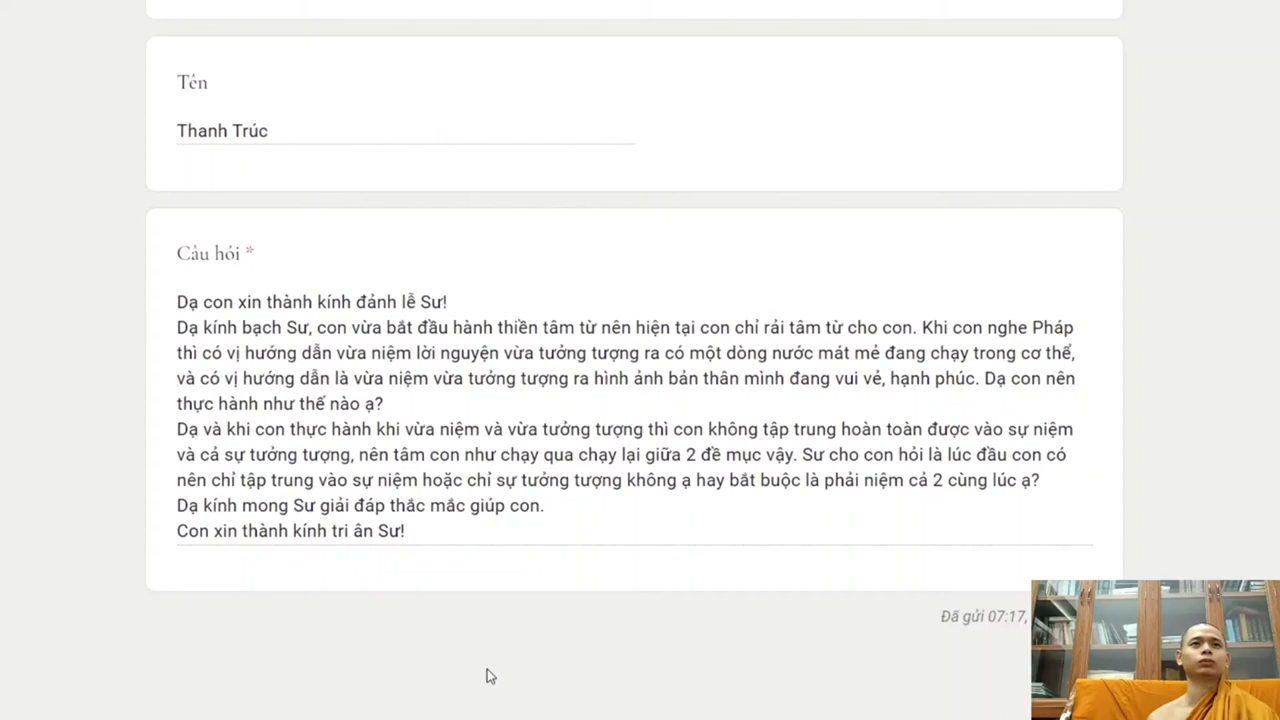 Tên
Thanh Trúc
Câu hỏi *
Dạ con xin thành kính đảnh lễ Sư!
Dạ kính bạch Sư, con vừa bắt đầu hành thiền tâm từ nên hiện tại con chỉ rải tâm từ cho con. Khi con nghe Pháp
thì có vị hướng dẫn vừa niệm lời nguyện vừa tưởng tượng ra có một dòng nước mát mẻ đang chạy trong cơ thể,
và có vị hướng dẫn là vừa niệm vừa tưởng tượng ra hình ảnh bản thân mình đang vui vẻ, hạnh phúc. Dạ con nên
thực hành như thế nào ạ?
Dạ và khi con thực hành khi vừa niệm và vừa tưởng tượng thì con không tập trung hoàn toàn được vào sự niệm
và cả sự tưởng tượng, nên tâm con như chạy qua chạy lại giữa 2 đề mục vậy. Sư cho con hỏi là lúc đầu con có
nên chỉ tập trung vào sự niệm hoặc chỉ sự tưởng tượng không ạ hay bắt buộc là phải niệm cả 2 cùng lúc ạ?
Dạ kính mong Sư giải đáp thắc mắc giúp con.
Con xin thành kính tri ân Sư!
Đã gửi 07:17,